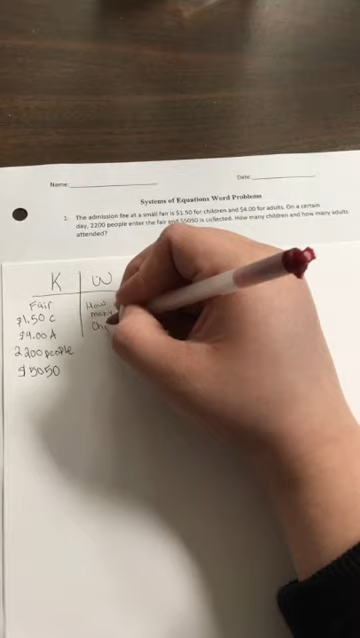 Name: Date:
Systems of Equations Word Problems
1. The admission fee at a small fair is $1.50 for children and $4.00 for adults. On a certain
day, 2200 people enter the fair and $5050 is collected. How many children and how many adults
attended?
K W
Fair How
$1.50 C many
$4.00 A Ch
2200 people
$5050